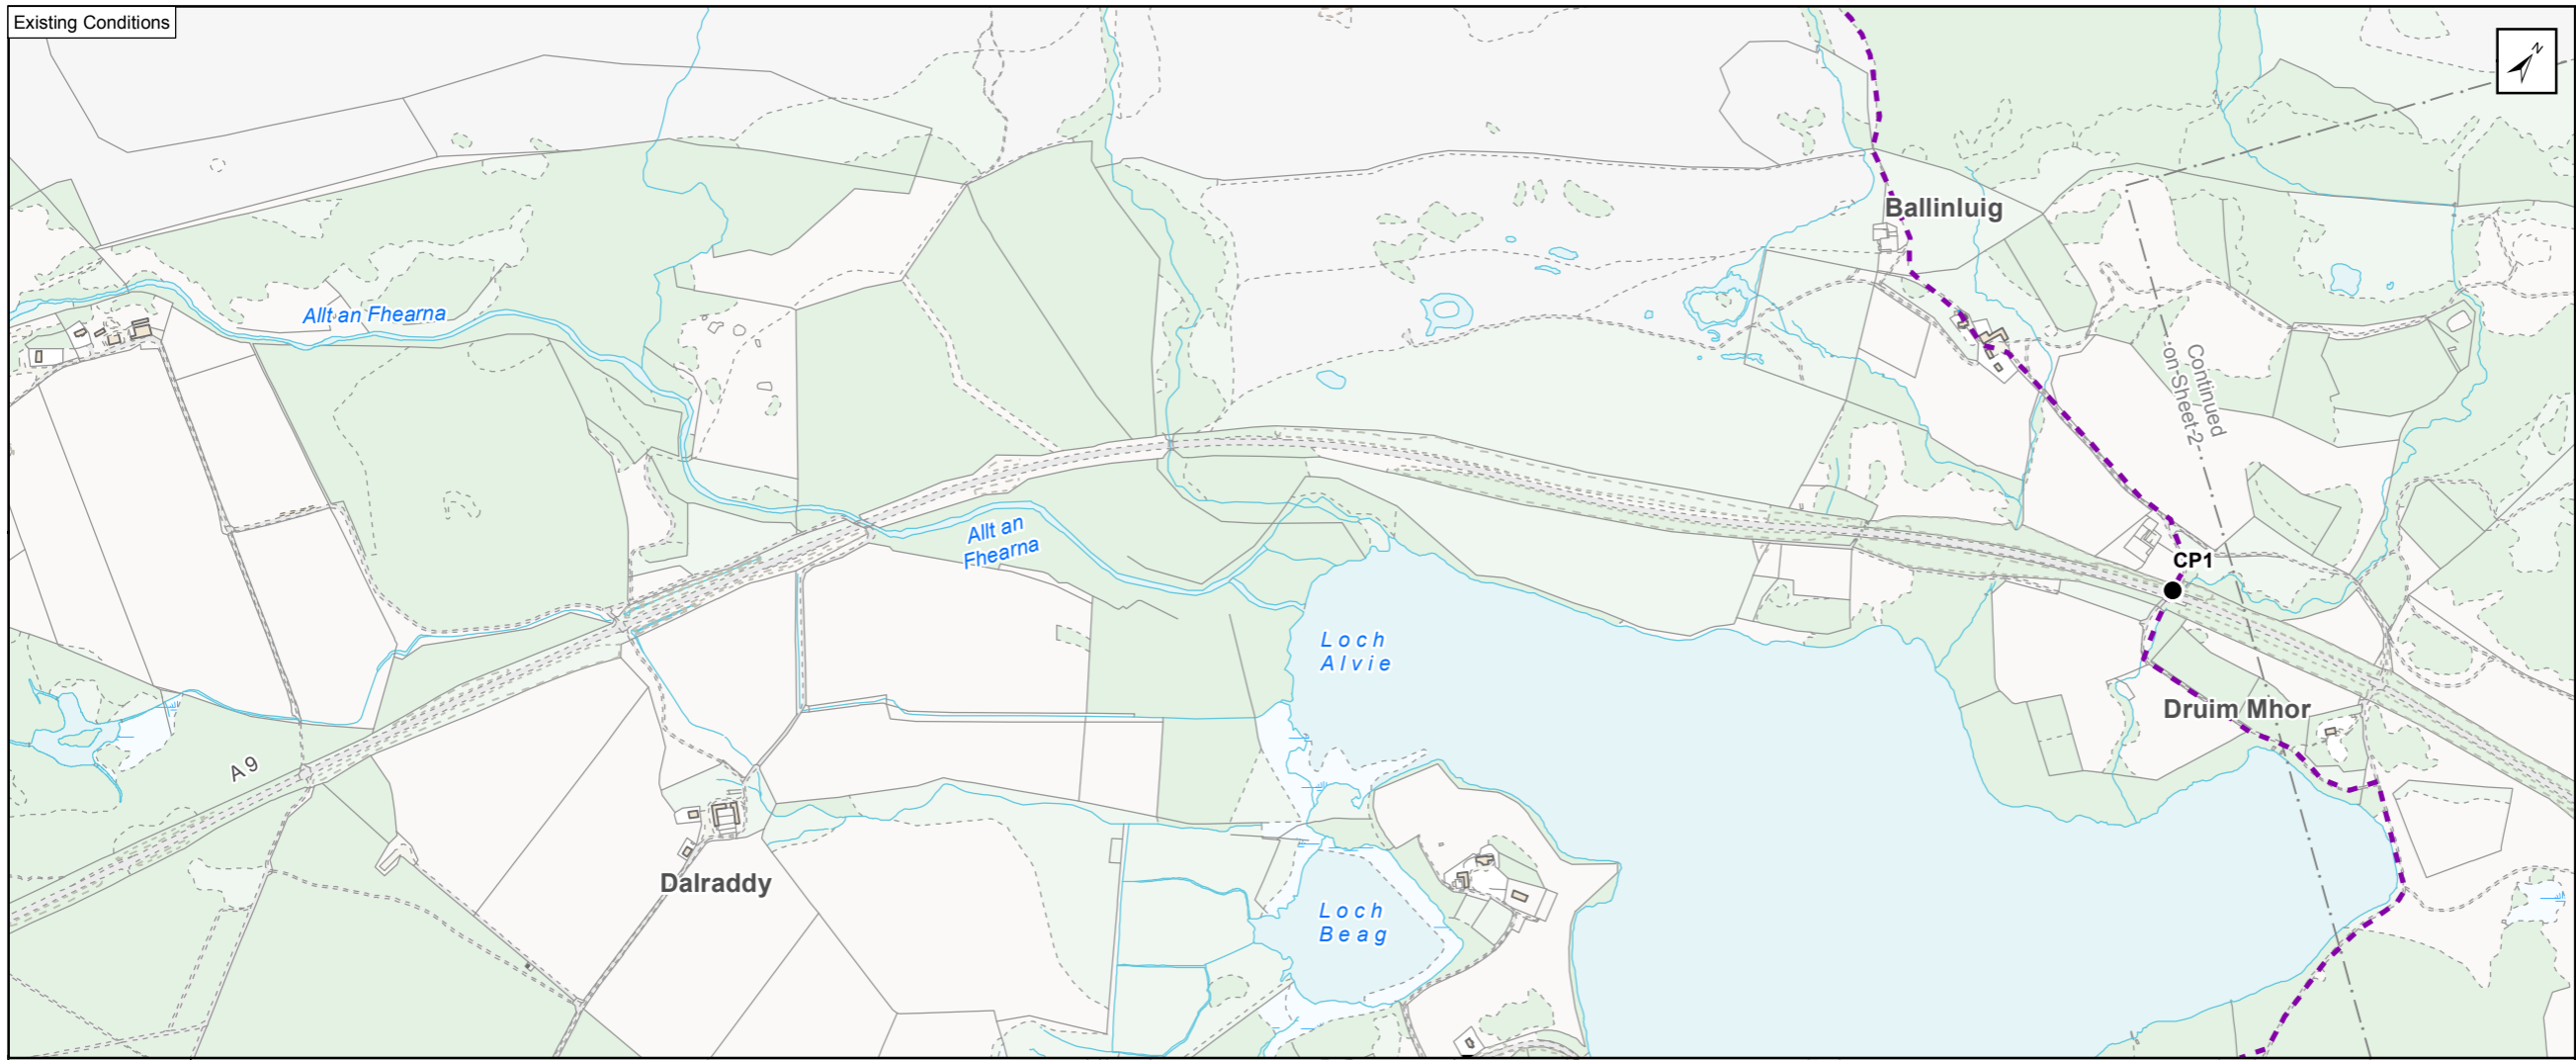 Existing Conditions
N
Ballinluig
Allt an Fhearna
Continued
on Sheet 2
Allt an
Fhearna
CP1
Loch
Alvie
Druim Mhor
A 9
Dalraddy
Loch
Beag